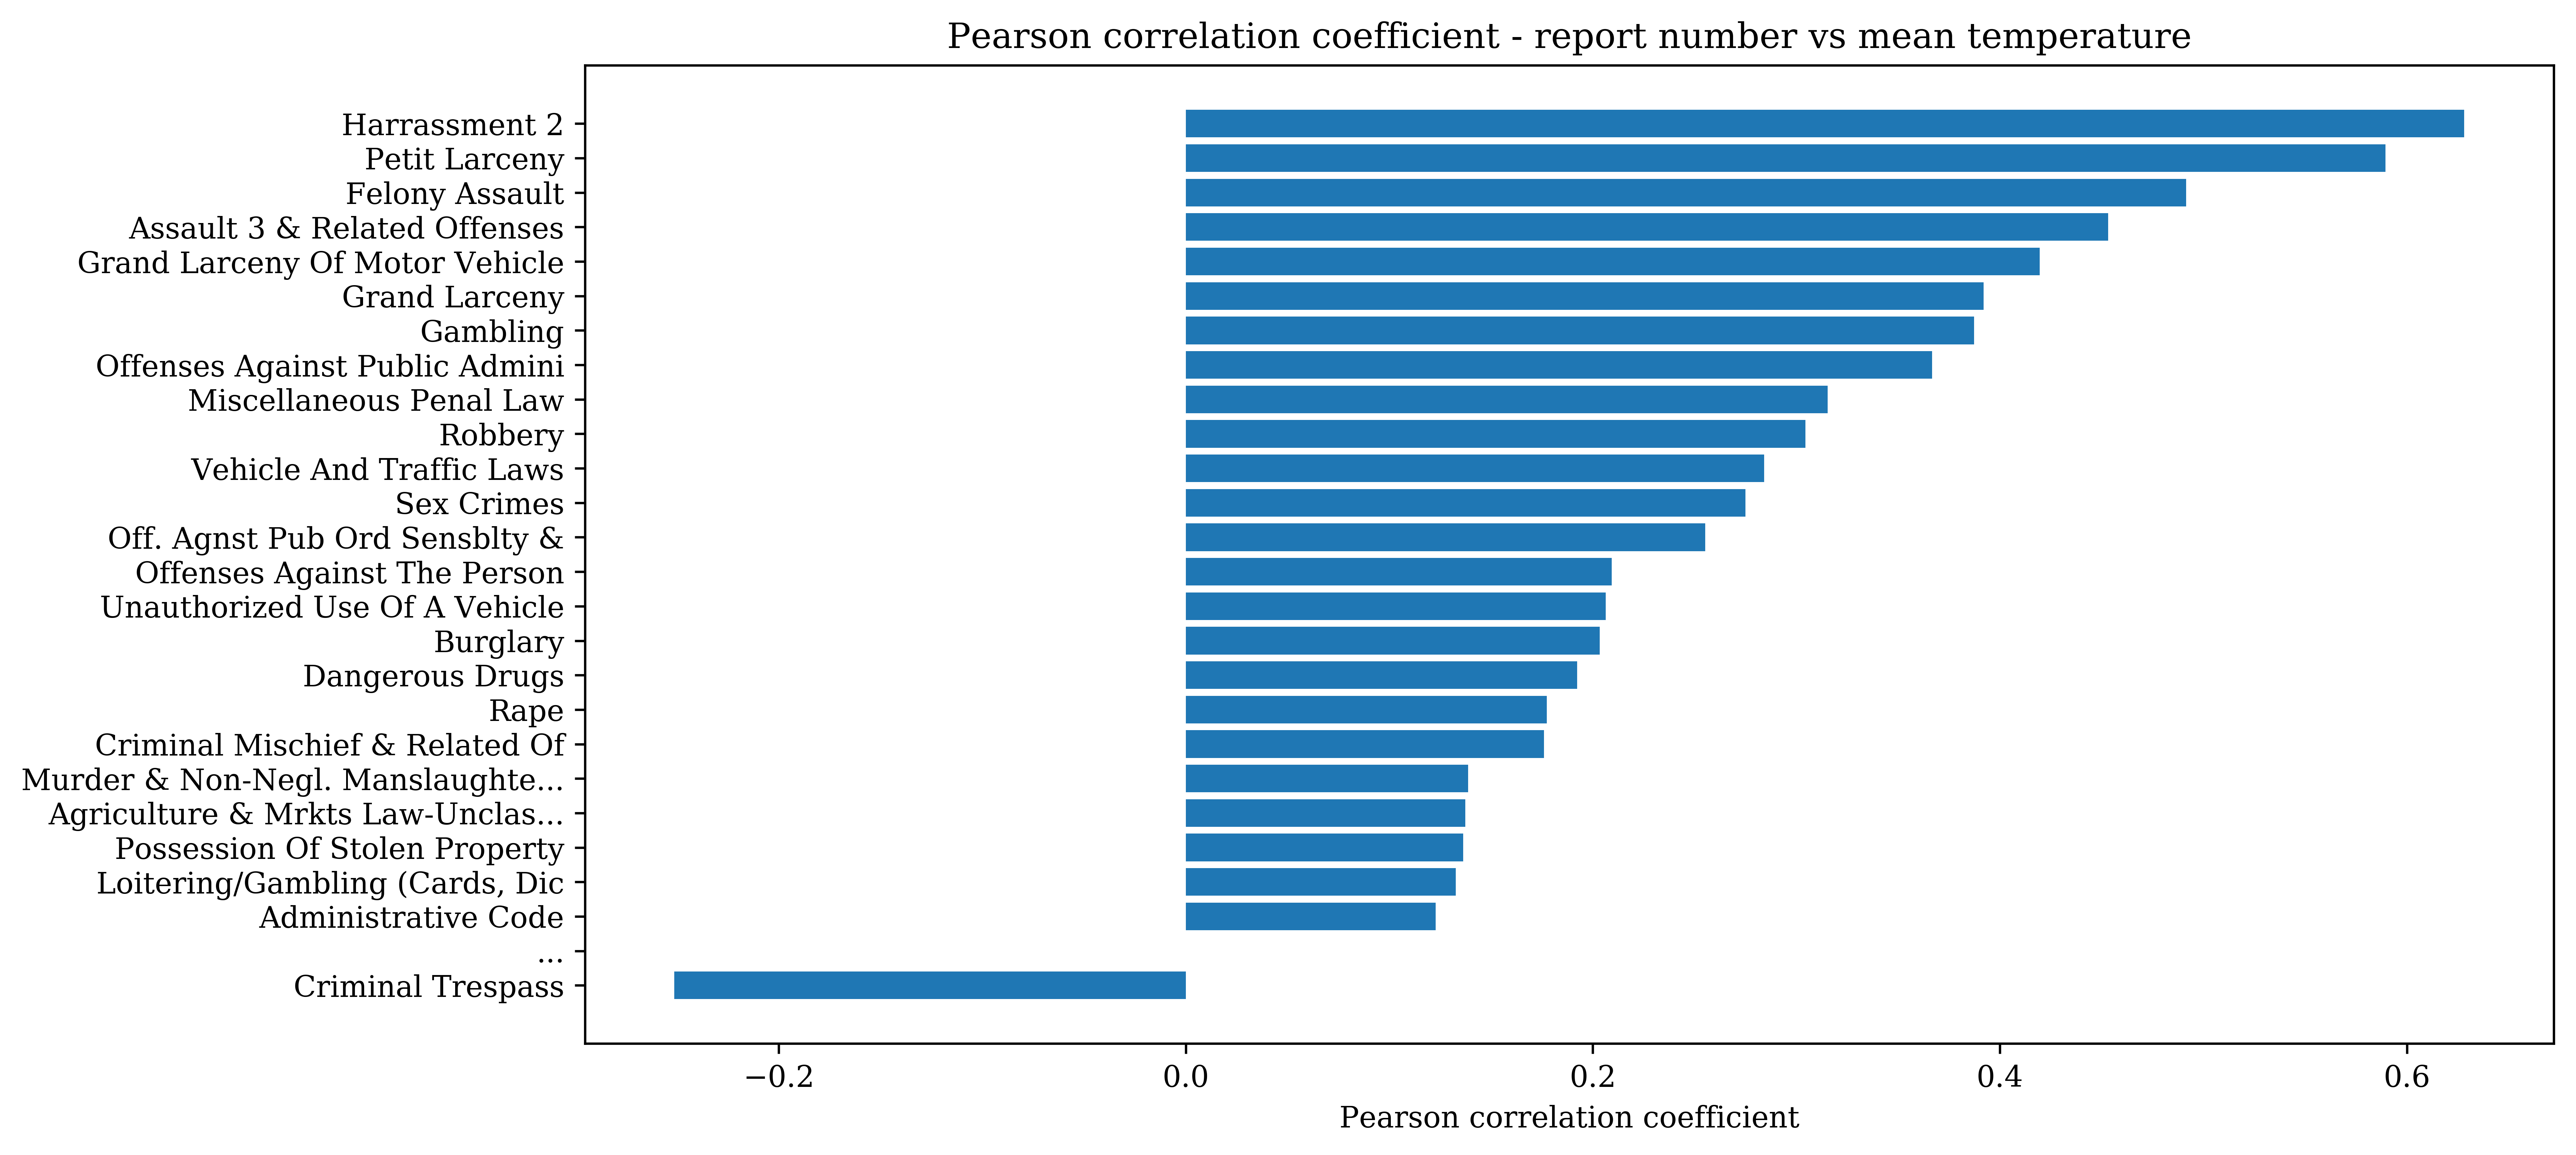 Pearson correlation coefficient - report number vs mean temperature
Harrassment 2
Petit Larceny
Felony Assault
Assault 3 & Related Offenses
Grand Larceny Of Motor Vehicle
Grand Larceny
Gambling
Offenses Against Public Admini
Miscellaneous Penal Law
Robbery
Vehicle And Traffic Laws
Sex Crimes
Off. Agnst Pub Ord Sensblty &
Offenses Against The Person
Unauthorized Use Of A Vehicle
Burglary
Dangerous Drugs
Rape
Criminal Mischief & Related Of
Murder & Non-Negl. Manslaughte...
Agriculture & Mrkts Law-Unclas...
Possession Of Stolen Property
Loitering/Gambling (Cards, Dic
Administrative Code
...
Criminal Trespass
−0.2 0.0 0.2 0.4 0.6
Pearson correlation coefficient